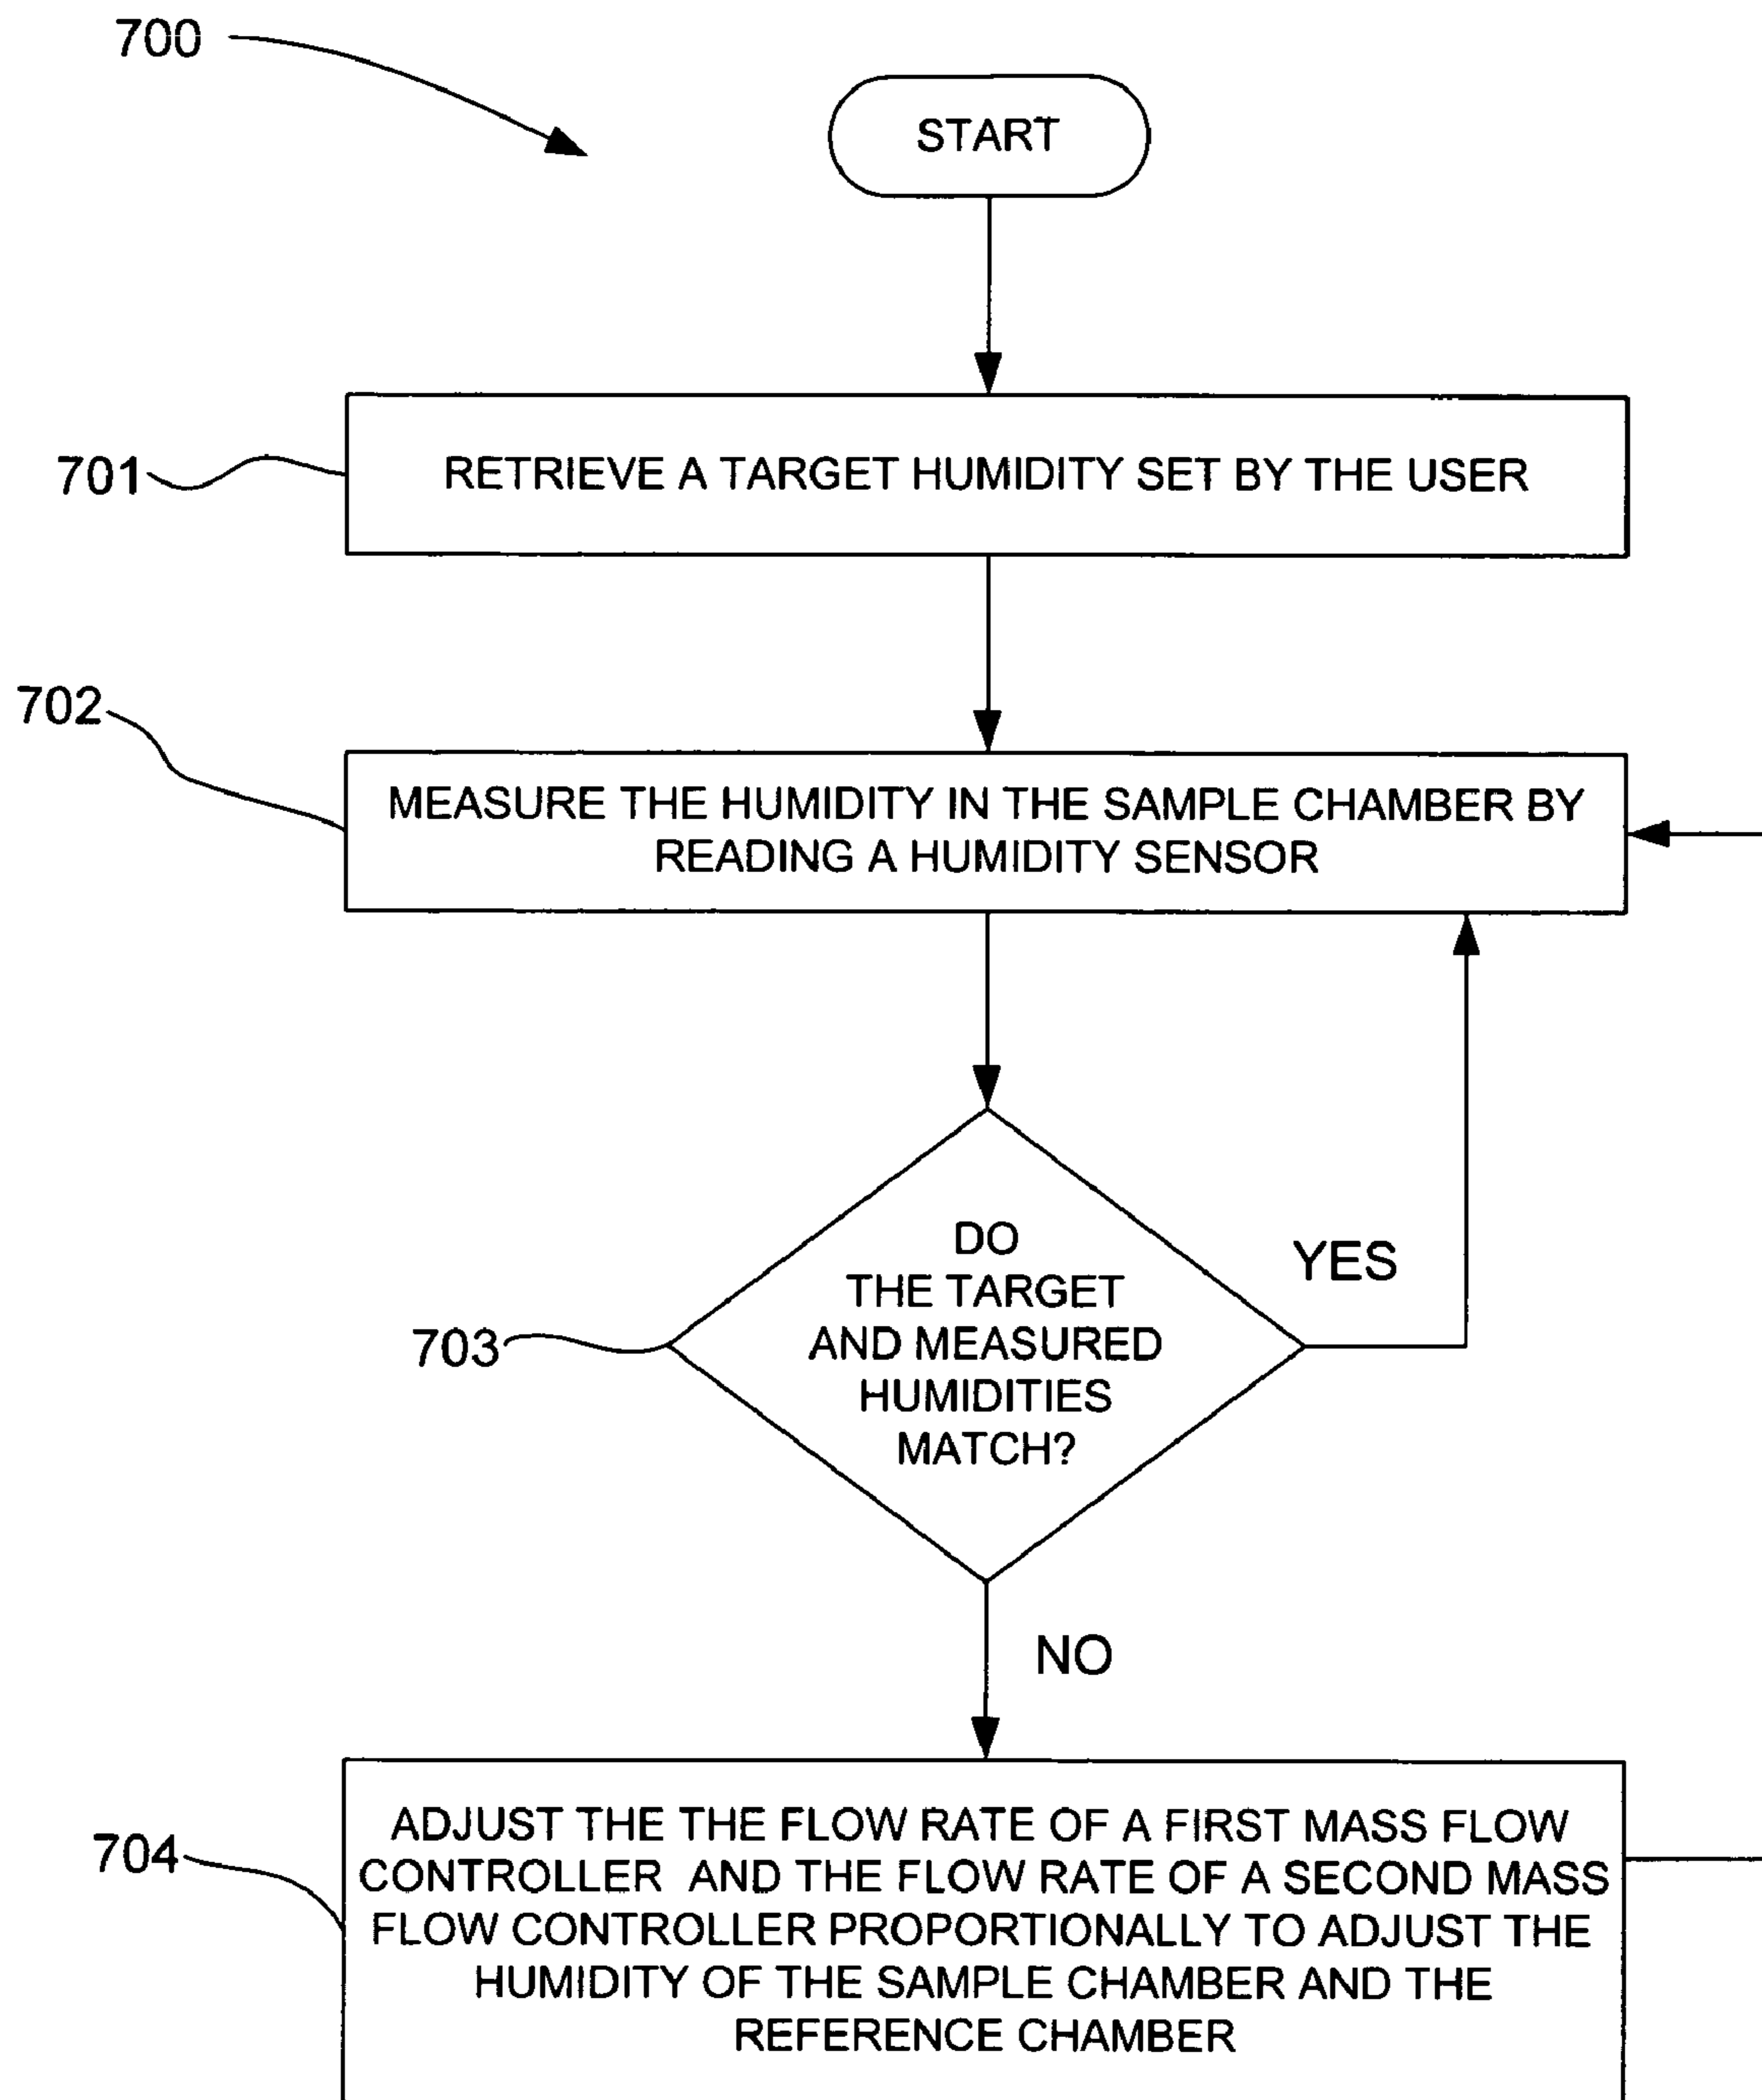 700
START
701
RETRIEVE A TARGET HUMIDITY SET BY THE USER
702
MEASURE THE HUMIDITY IN THE SAMPLE CHAMBER BY
READING A HUMIDITY SENSOR
DO
THE TARGET
AND MEASURED
HUMIDITIES
MATCH?
703
YES
NO
704
ADJUST THE THE FLOW RATE OF A FIRST MASS FLOW
CONTROLLER AND THE FLOW RATE OF A SECOND MASS
FLOW CONTROLLER PROPORTIONALLY TO ADJUST THE
HUMIDITY OF THE SAMPLE CHAMBER AND THE
REFERENCE CHAMBER